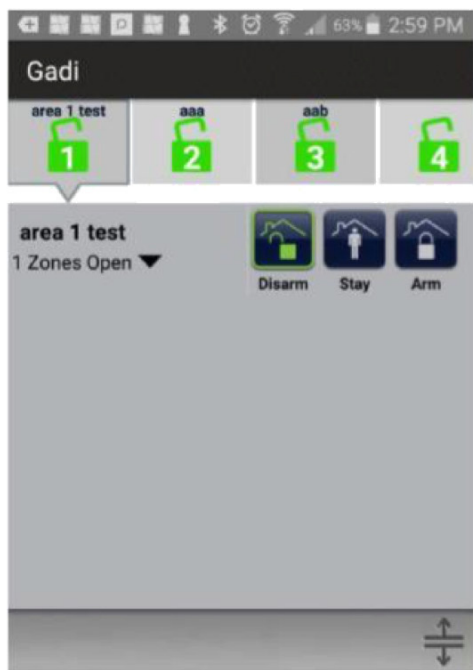 63% 2:59 PM
Gadi
area 1 test aaa aab
1 2 3 4
area 1 test
1 Zones Open
Disarm Stay Arm